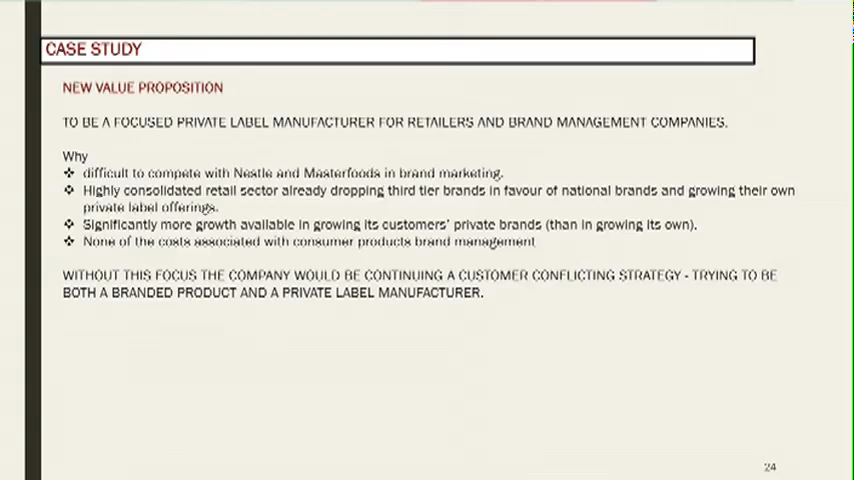 CASE STUDY
NEW VALUE PROPOSITION
TO BE A FOCUSED PRIVATE LABEL MANUFACTURER FOR RETAILERS AND BRAND MANAGEMENT COMPANIES.
Why
❖ difficult to compete with Nestle and Masterfoods in brand marketing.
❖ Highly consolidated retail sector already dropping third tier brands in favour of national brands and growing their own
private label offerings.
❖ Significantly more growth available in growing its customers' private brands (than in growing its own).
❖ None of the costs associated with consumer products brand management
WITHOUT THIS FOCUS THE COMPANY WOULD BE CONTINUING A CUSTOMER CONFLICTING STRATEGY - TRYING TO BE
BOTH A BRANDED PRODUCT AND A PRIVATE LABEL MANUFACTURER.
24